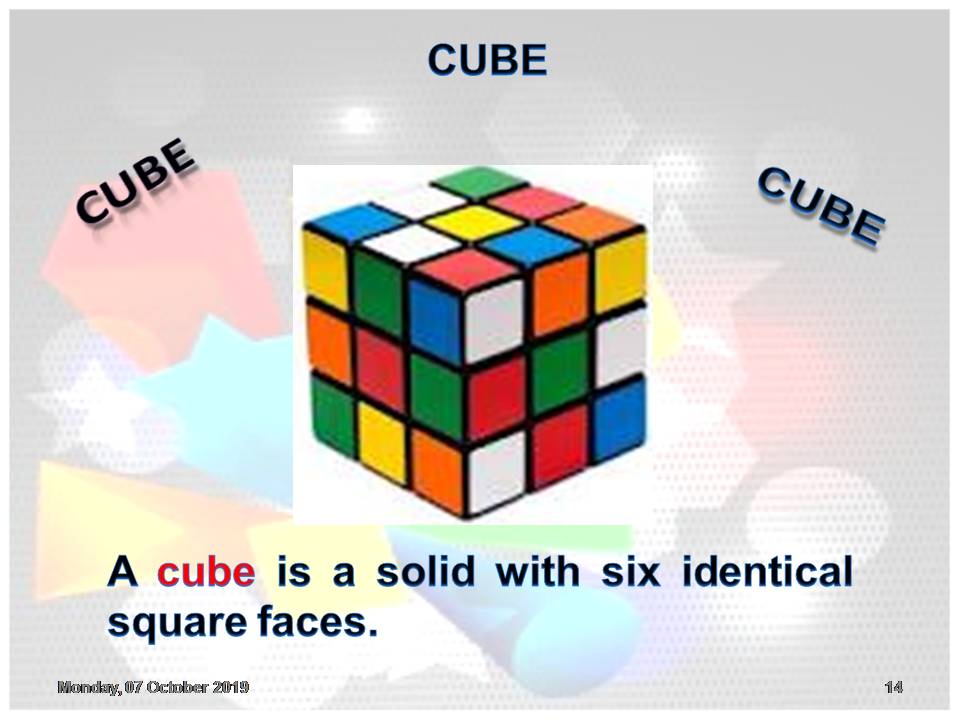 CUBE
CUBE
CUBE
A cube is a solid with six identical
square faces.
Monday, 07 October 2019
14